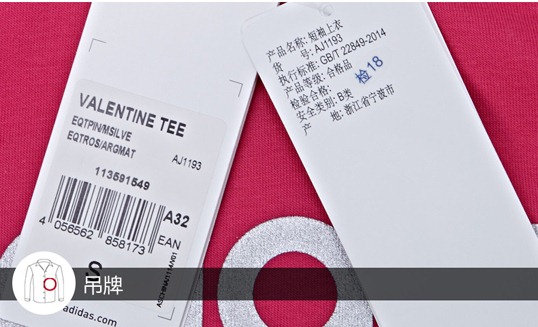 VALENTINE TEE
EQTPIN/MSILVE
EQTROS/ARGMAT
AJ1193
113591549
A32
4 056562 858173
EAN
adidas.com
产品名称: 短袖上衣
货 号: AJ1193
执行标准: GB/T 22849-2014
产品等级: 合格品
检验合格: 检18
安全类别: B类
产 地: 浙江省宁波市
吊牌